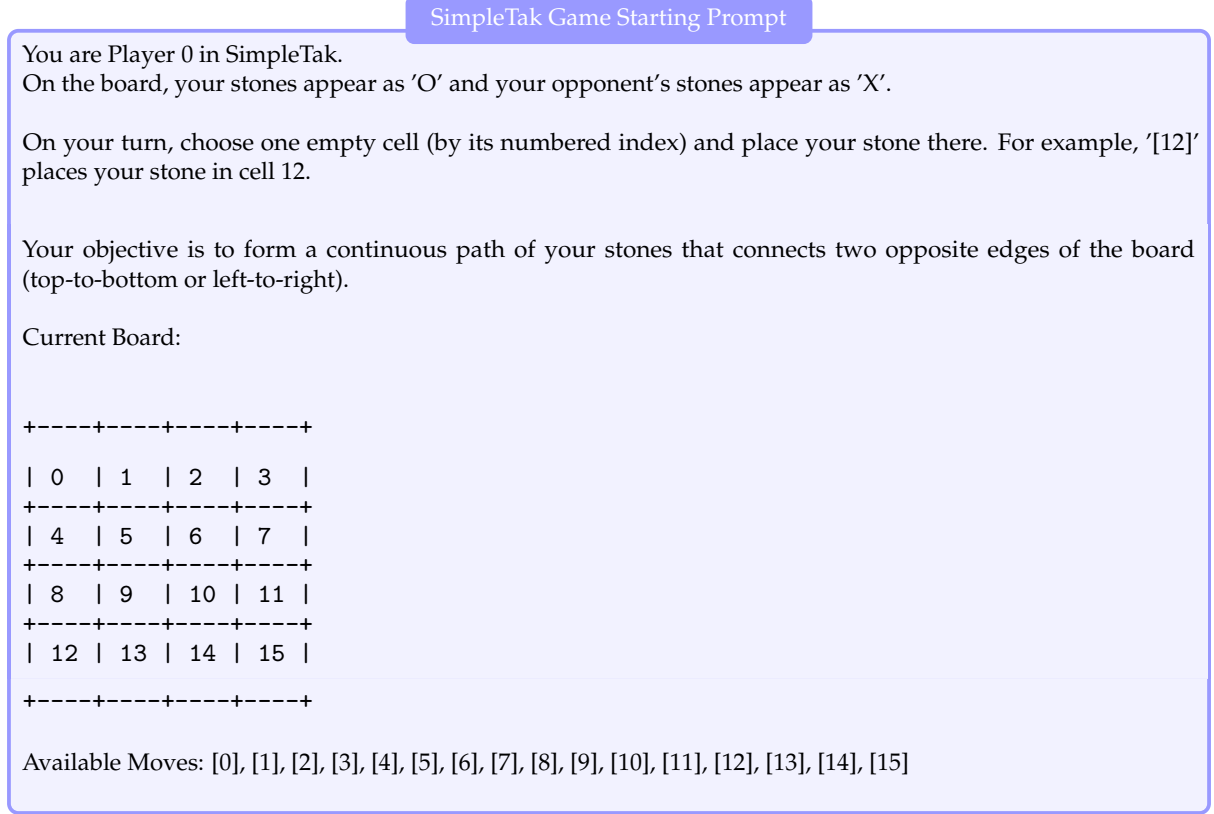 SimpleTak Game Starting Prompt
You are Player 0 in SimpleTak.
On the board, your stones appear as ’O’ and your opponent’s stones appear as ’X’.
On your turn, choose one empty cell (by its numbered index) and place your stone there. For example, ’[12]’
places your stone in cell 12.
Your objective is to form a continuous path of your stones that connects two opposite edges of the board
(top-to-bottom or left-to-right).
Current Board:
+----+----+----+----+
| 0  | 1  | 2  | 3  |
+----+----+----+----+
| 4  | 5  | 6  | 7  |
+----+----+----+----+
| 8  | 9  | 10 | 11 |
+----+----+----+----+
| 12 | 13 | 14 | 15 |
+----+----+----+----+
Available Moves: [0], [1], [2], [3], [4], [5], [6], [7], [8], [9], [10], [11], [12], [13], [14], [15]